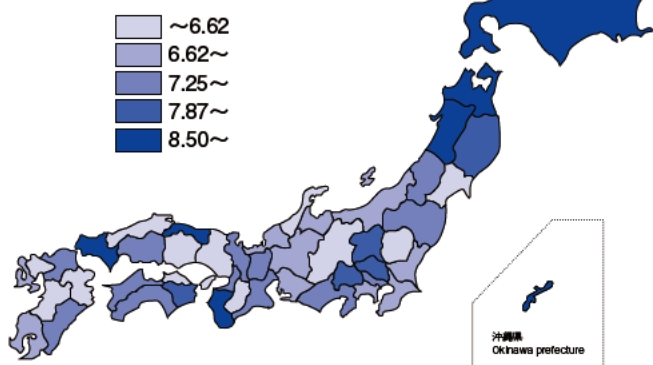 〜6.62
6.62〜
7.25〜
7.87〜
8.50〜
沖縄県
Okinawa prefecture